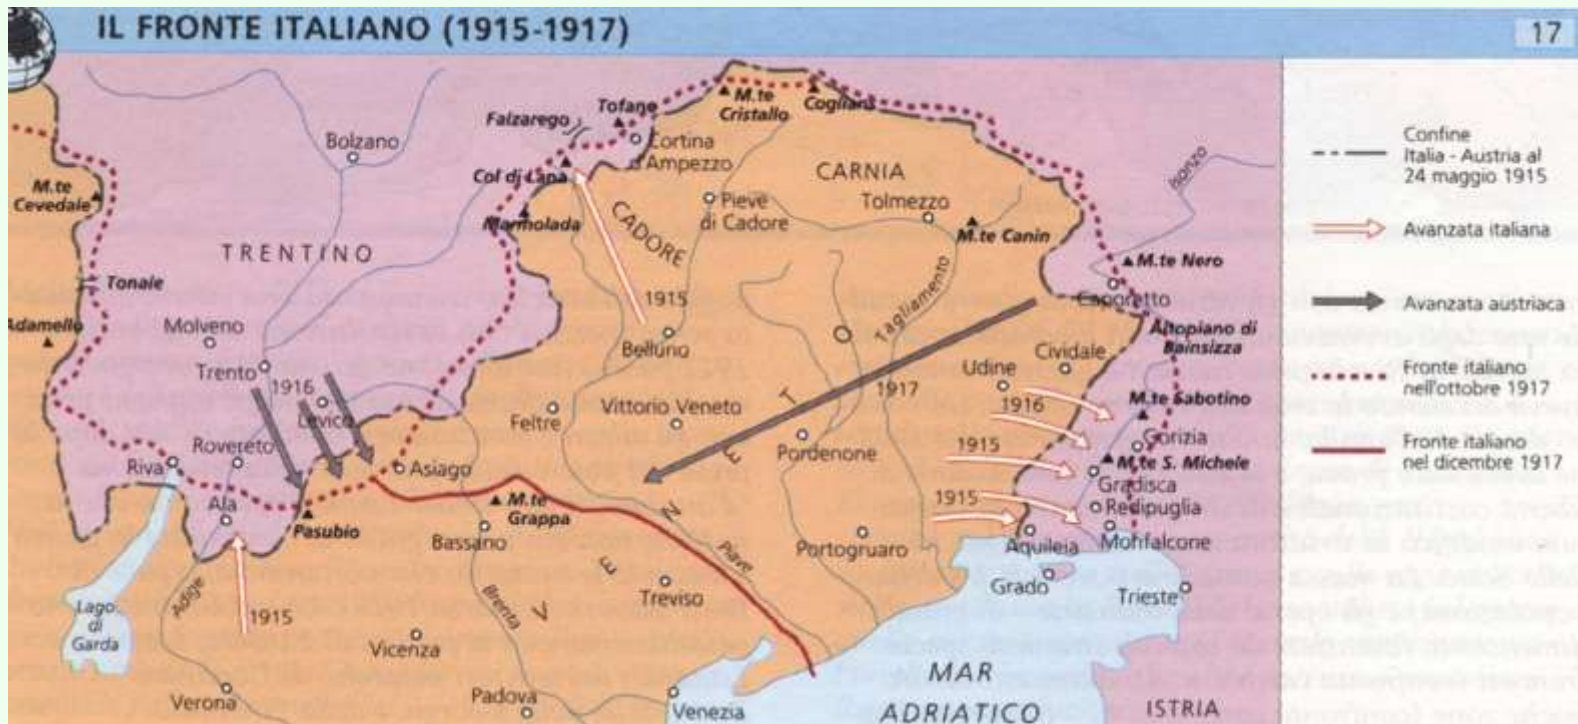 IL FRONTE ITALIANO (1915-1917)
17
Tofane
M.te
Cristallo
Coglians
Falzarego
Cortina
d'Ampezzo
Bolzano
Col di Lana
CARNIA
Isonzo
M.te
Cevedale
Marmolada
CADORE
Pieve
di Cadore
Tolmezzo
M.te Canin
TRENTINO
M.te Nero
Tonale
1915
Tagliamento
Caporetto
Adamello
Molveno
Belluno
Altopiano di
Bainsizza
Cividale
Trento
1916
Udine
1917
1916
Levico
Feltre
Vittorio Veneto
M.te Sabotino
Rovereto
Pordenone
1915
Gorizia
Riva
Asiago
M.te S. Michele
Gradisca
Ala
M.te
Grappa
1915
Redipuglia
Pasubio
Bassano
Portogruaro
Aquileia
Monfalcone
VENETO
Piave
Grado
Trieste
Lago
di
Garda
Adige
1915
Brenta
Treviso
Vicenza
Verona
Padova
Venezia
MAR
ADRIATICO
ISTRIA
Confine
Italia - Austria al
24 maggio 1915
Avanzata italiana
Avanzata austriaca
Fronte italiano
nell'ottobre 1917
Fronte italiano
nel dicembre 1917